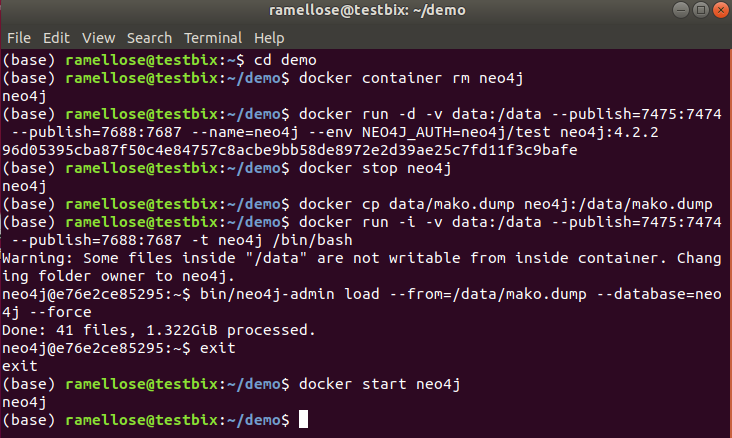 ramellose@testbix: ~/demo
File Edit View Search Terminal Help
(base) ramellose@testbix:~$ cd demo
(base) ramellose@testbix:~/demo$ docker container rm neo4j
neo4j
(base) ramellose@testbix:~/demo$ docker run -d -v data:/data --publish=7475:7474
 --publish=7688:7687 --name=neo4j --env NEO4J_AUTH=neo4j/test neo4j:4.2.2
96d05395cba87f50c4e84757c8acbe9bb58de8972e2d39ae25c7fd11f3c9bafe
(base) ramellose@testbix:~/demo$ docker stop neo4j
neo4j
(base) ramellose@testbix:~/demo$ docker cp data/mako.dump neo4j:/data/mako.dump
(base) ramellose@testbix:~/demo$ docker run -i -v data:/data --publish=7475:7474
 --publish=7688:7687 -t neo4j /bin/bash
Warning: Some files inside "/data" are not writable from inside container. Chang
ing folder owner to neo4j.
neo4j@e76e2ce85295:~$ bin/neo4j-admin load --from=/data/mako.dump --database=neo
4j --force
Done: 41 files, 1.322GiB processed.
neo4j@e76e2ce85295:~$ exit
exit
(base) ramellose@testbix:~/demo$ docker start neo4j
neo4j
(base) ramellose@testbix:~/demo$